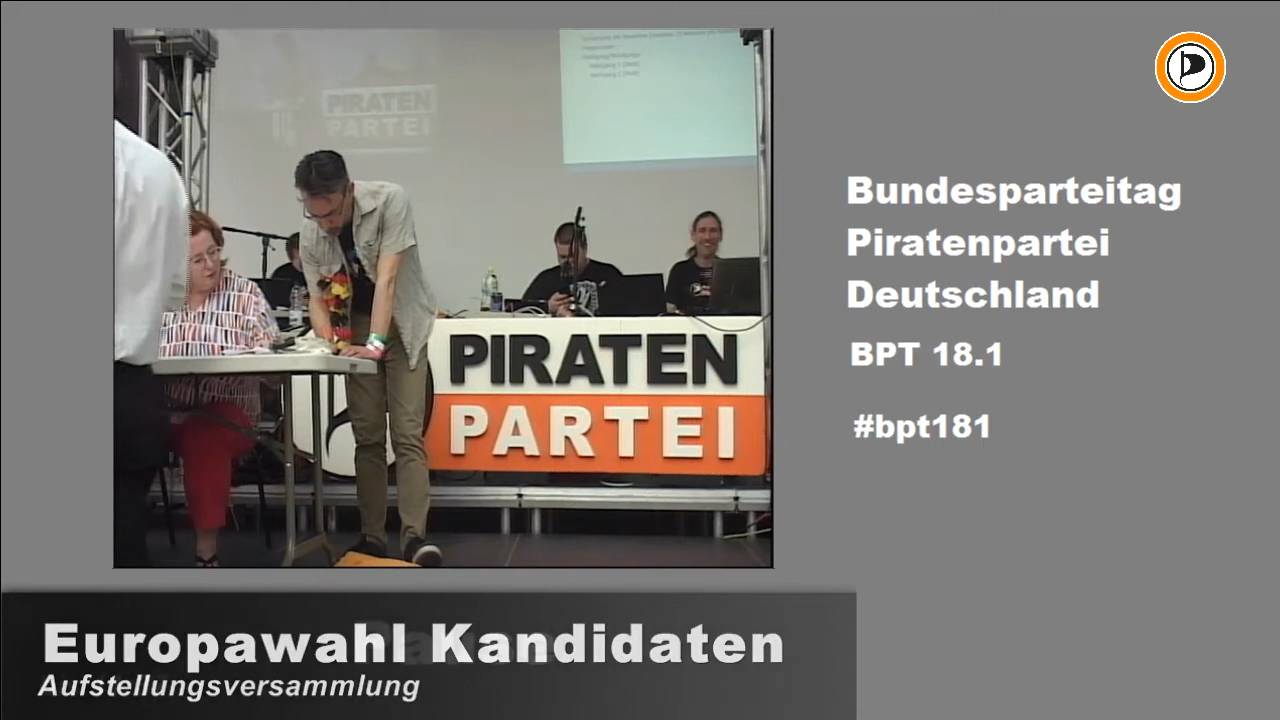 PIRATEN
PARTEI
PIRATEN
PARTEI
Bundesparteitag
Piratenpartei
Deutschland
BPT 18.1
#bpt181
Europawahl Kandidaten
Aufstellungsversammlung